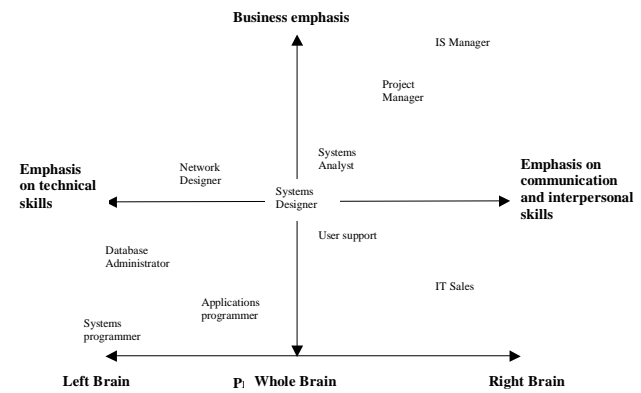 Business emphasis
IS Manager
Project
Manager
Systems
Analyst
Network
Designer
Emphasis
on technical
skills
Systems
Designer
Emphasis on
communication
and interpersonal
skills
User support
Database
Administrator
IT Sales
Applications
programmer
Systems
programmer
Left Brain
Whole Brain
Right Brain